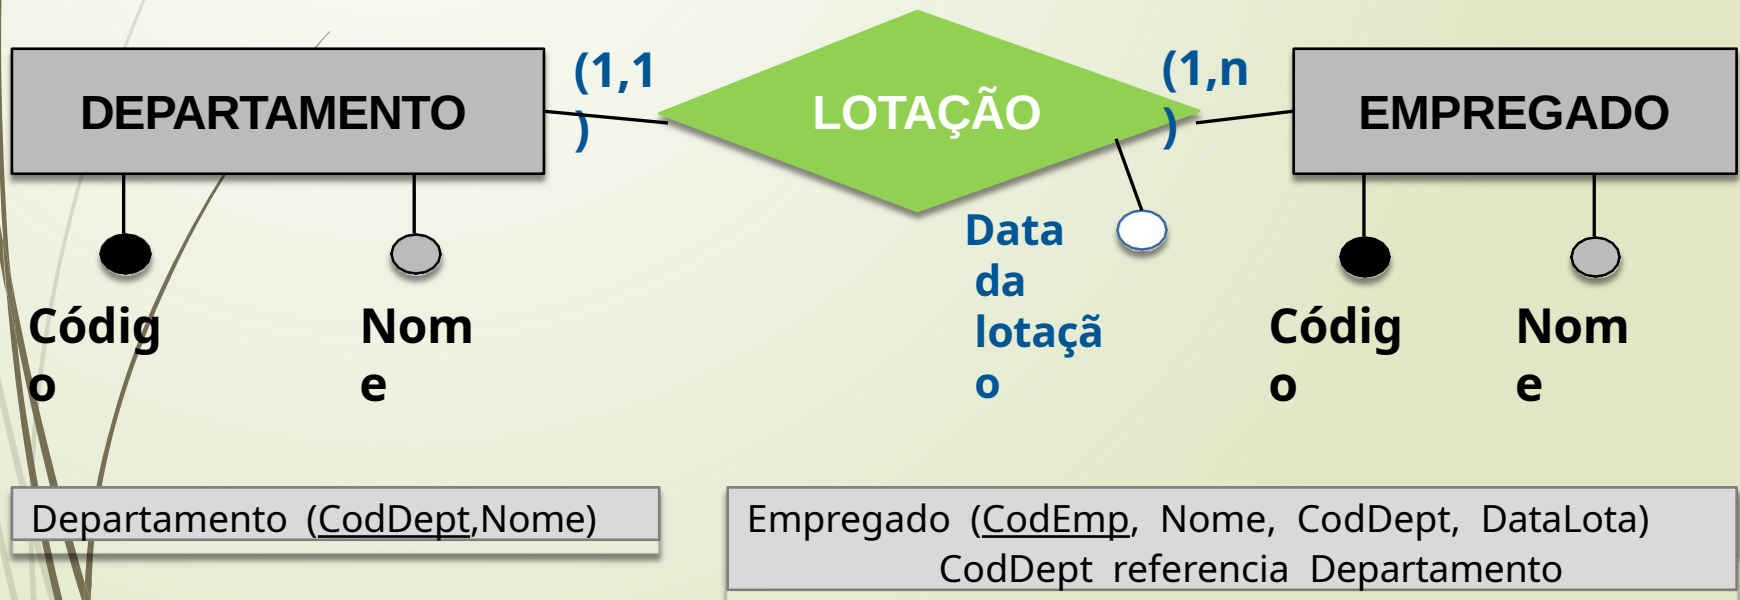 DEPARTAMENTO
(1,1
)
LOTAÇÃO
(1,n
)
EMPREGADO
Data
da
lotaçã
o
Códig
o
Nom
e
Códig
o
Nom
e
Departamento (CodDept,Nome)
Empregado (CodEmp, Nome, CodDept, DataLota)
CodDept referencia Departamento